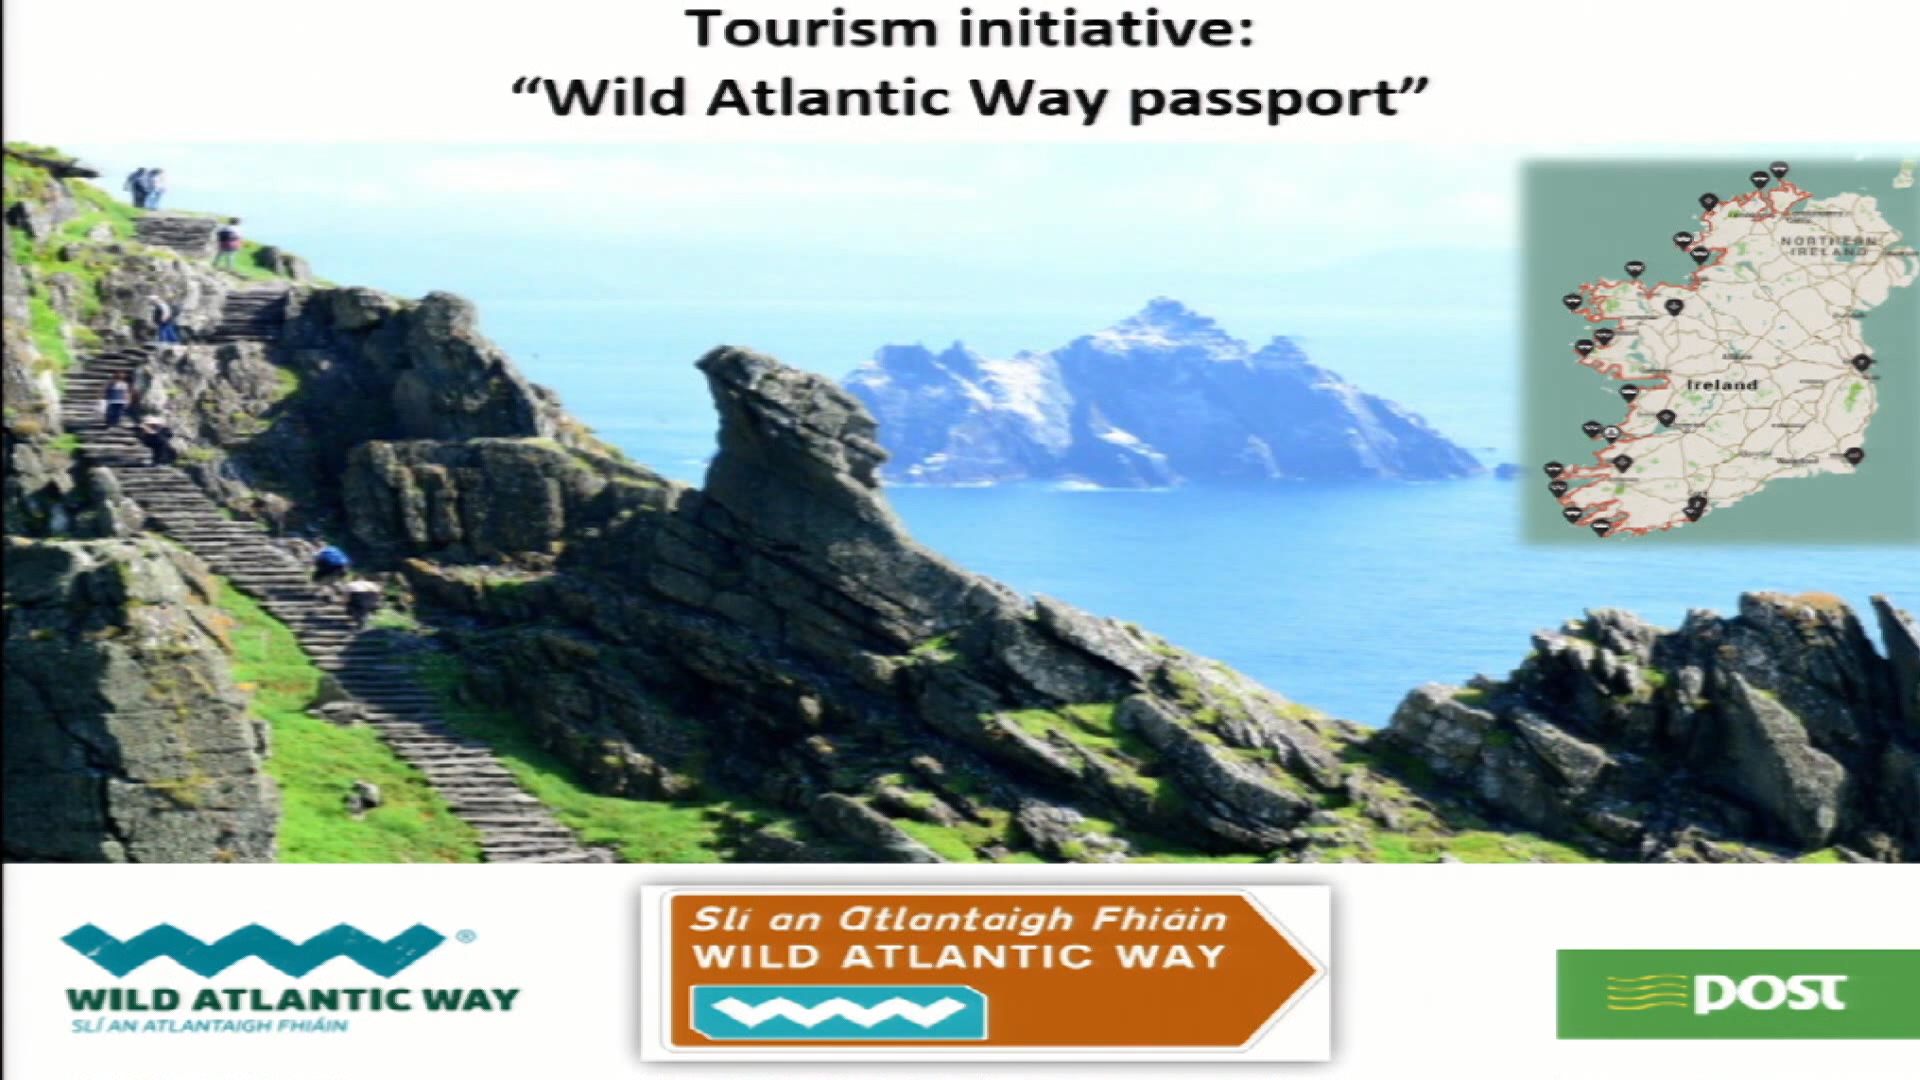 Tourism initiative:
“Wild Atlantic Way passport”
NORTHERN
IRELAND
Ireland
Slí an Atlantaigh Fhiáin
WILD ATLANTIC WAY
WILD ATLANTIC WAY
SLÍ AN ATLANTAIGH FHIÁIN
®
post